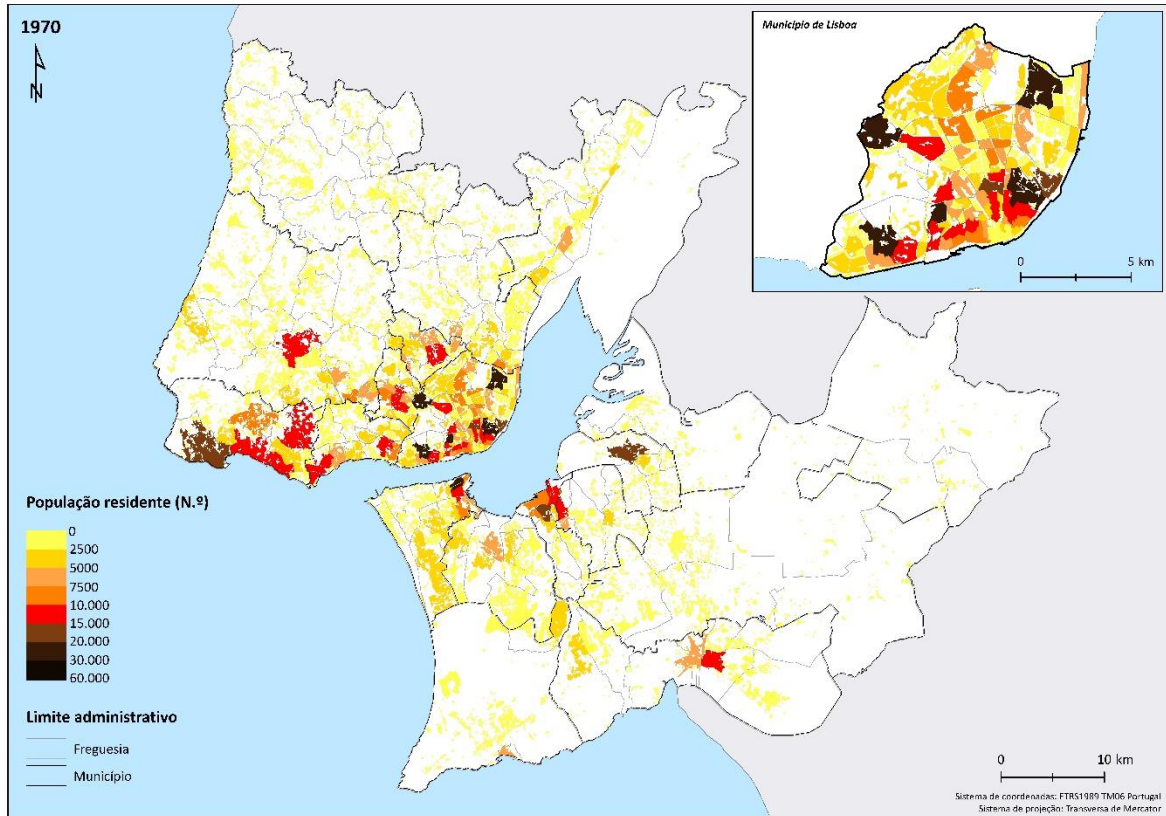 1970
N
Município de Lisboa
0 5 km
População residente (N.º)
0
2500
5000
7500
10.000
15.000
20.000
30.000
60.000
Limite administrativo
Freguesia
Município
0 10 km
Sistema de coordenadas: ETRS1989 TM06 Portugal
Sistema de projeção: Transversa de Mercator